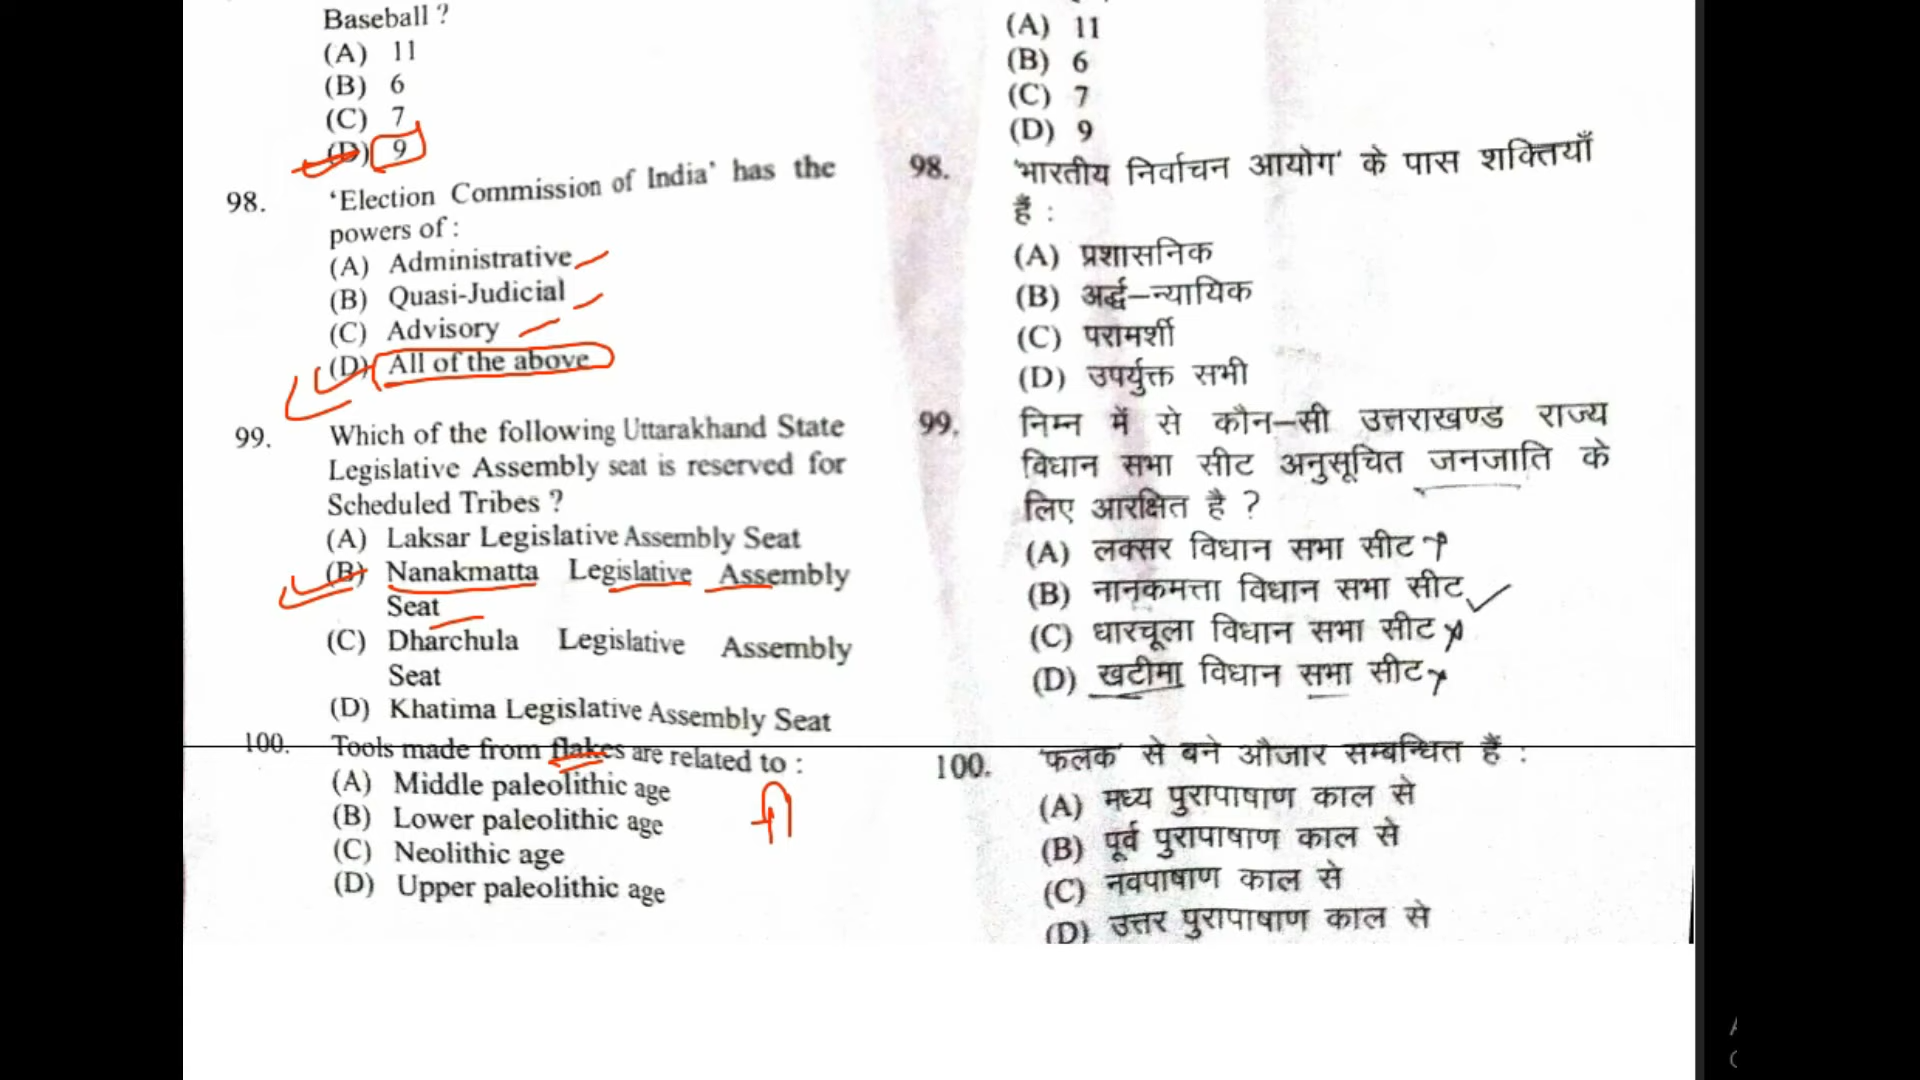 Baseball ?
(A) 11
(B) 6
(C) 7
(D) 9
98. 'Election Commission of India' has the
powers of :
(A) Administrative
(B) Quasi-Judicial
(C) Advisory
(D) All of the above
99. Which of the following Uttarakhand State
Legislative Assembly seat is reserved for
Scheduled Tribes ?
(A) Laksar Legislative Assembly Seat
(B) Nanakmatta Legislative Assembly
Seat
(C) Dharchula Legislative Assembly
Seat
(D) Khatima Legislative Assembly Seat
100. Tools made from flakes are related to :
(A) Middle paleolithic age
(B) Lower paleolithic age
(C) Neolithic age
(D) Upper paleolithic age
(A) 11
(B) 6
(C) 7
(D) 9
98. 'भारतीय निर्वाचन आयोग' के पास शक्तियाँ
हैं :
(A) प्रशासनिक
(B) अर्द्ध–न्यायिक
(C) परामर्शी
(D) उपर्युक्त सभी
99. निम्न में से कौन–सी उत्तराखण्ड राज्य
विधान सभा सीट अनुसूचित जनजाति के
लिए आरक्षित है ?
(A) लक्सर विधान सभा सीट
(B) नानकमत्ता विधान सभा सीट
(C) धारचूला विधान सभा सीट
(D) खटीमा विधान सभा सीट
100. 'फलक' से बने औजार सम्बन्धित हैं :
(A) मध्य पुरापाषाण काल से
(B) पूर्व पुरापाषाण काल से
(C) नवपाषाण काल से
(D) उत्तर पुरापाषाण काल से